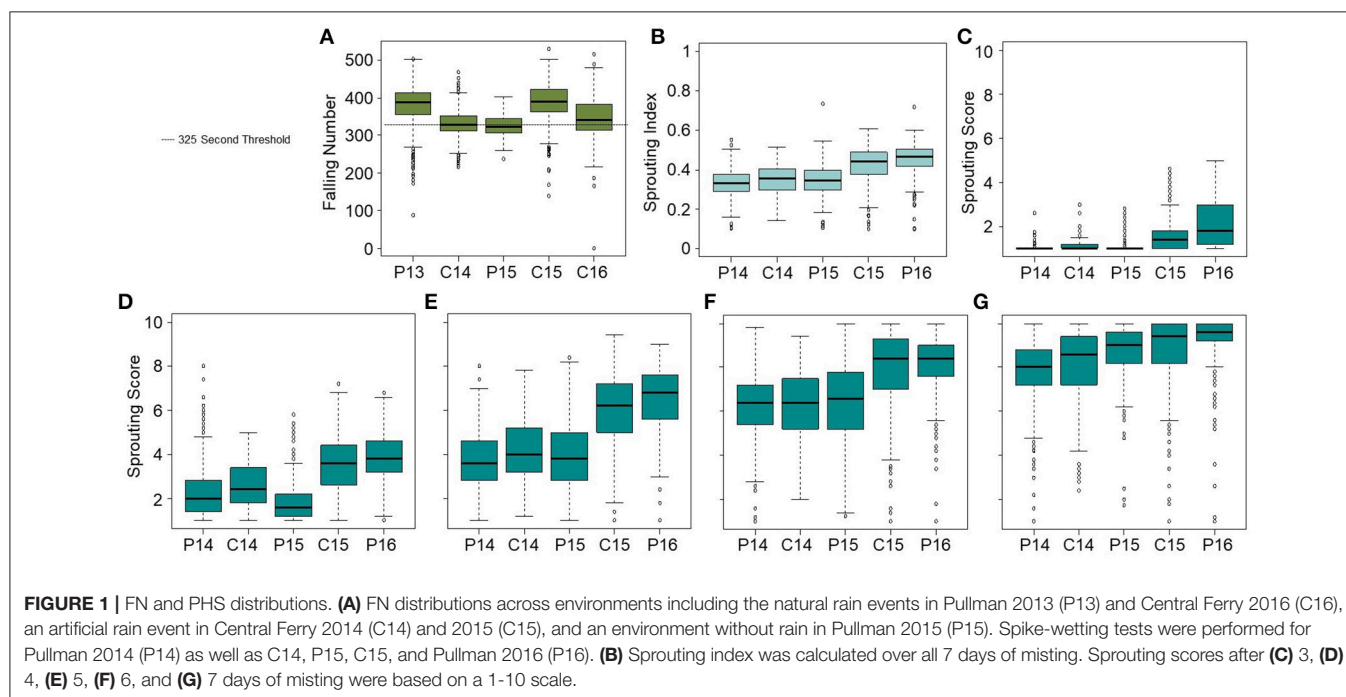 A
B
C
---- 325 Second Threshold
Falling Number
500
400
300
200
100
0
P13 C14 P15 C15 C16
Sprouting Index
1
0.8
0.6
0.4
0.2
0
P14 C14 P15 C15 P16
Sprouting Score
10
8
6
4
2
P14 C14 P15 C15 P16
D
E
F
G
Sprouting Score
10
8
6
4
2
P14 C14 P15 C15 P16
P14 C14 P15 C15 P16
P14 C14 P15 C15 P16
P14 C14 P15 C15 P16
FIGURE 1 | FN and PHS distributions. (A) FN distributions across environments including the natural rain events in Pullman 2013 (P13) and Central Ferry 2016 (C16),
an artificial rain event in Central Ferry 2014 (C14) and 2015 (C15), and an environment without rain in Pullman 2015 (P15). Spike-wetting tests were performed for
Pullman 2014 (P14) as well as C14, P15, C15, and Pullman 2016 (P16). (B) Sprouting index was calculated over all 7 days of misting. Sprouting scores after (C) 3, (D)
4, (E) 5, (F) 6, and (G) 7 days of misting were based on a 1-10 scale.